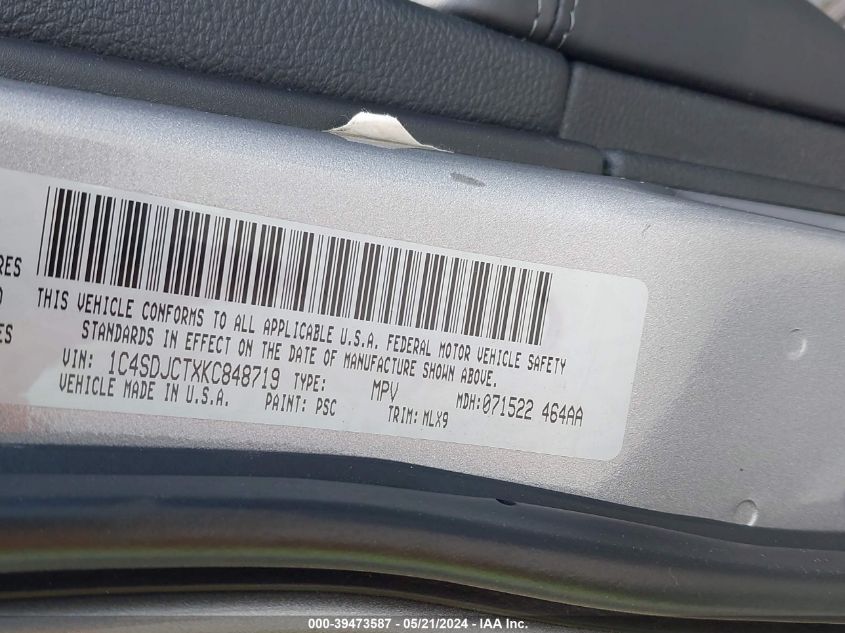 RES
THIS VEHICLE CONFORMS TO ALL APPLICABLE U.S.A. FEDERAL MOTOR VEHICLE SAFETY
ES
STANDARDS IN EFFECT ON THE DATE OF MANUFACTURE SHOWN ABOVE.
VIN: 1C4SDJCTXKC848719 TYPE: MPV MDH:071522 464AA
VEHICLE MADE IN U.S.A. PAINT: PSC TRIM: MLX9
000-39473587 - 05/21/2024 - IAA Inc.